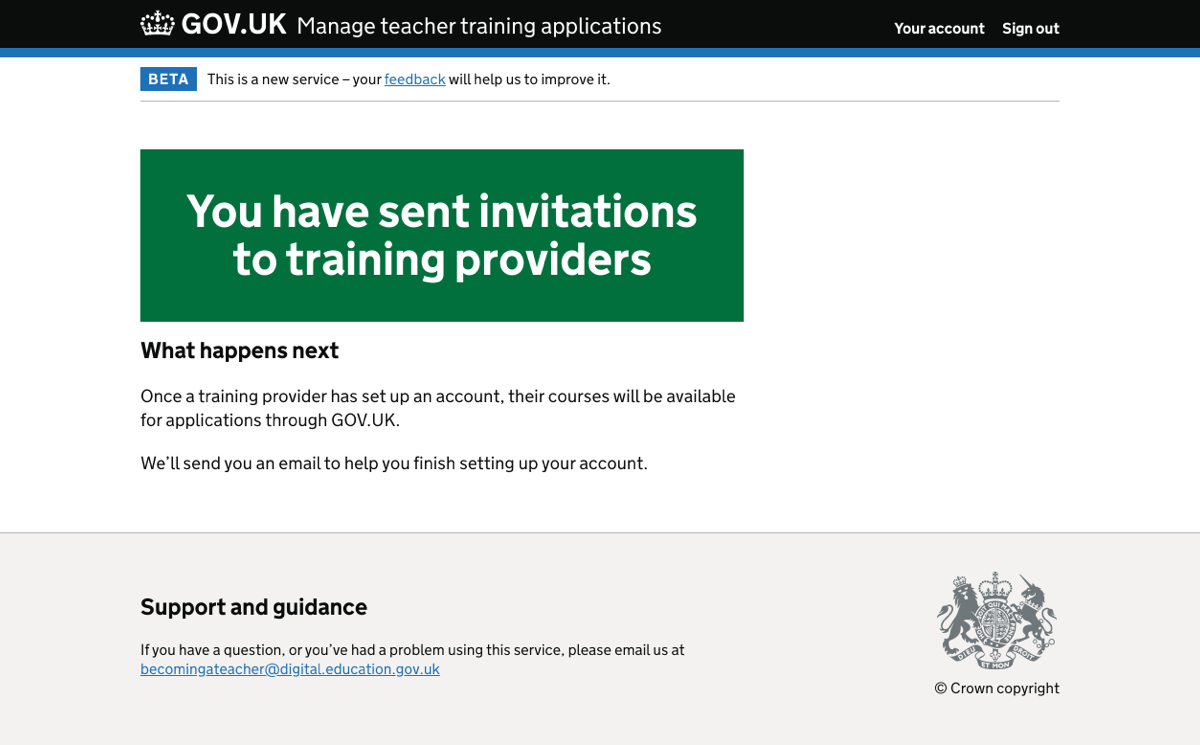 GOV.UK Manage teacher training applications
Your account Sign out
BETA This is a new service – your feedback will help us to improve it.
You have sent invitations
to training providers
What happens next
Once a training provider has set up an account, their courses will be available
for applications through GOV.UK.
We’ll send you an email to help you finish setting up your account.
Support and guidance
If you have a question, or you’ve had a problem using this service, please email us at
becomingateacher@digital.education.gov.uk
DIEU ET MON DROIT
© Crown copyright